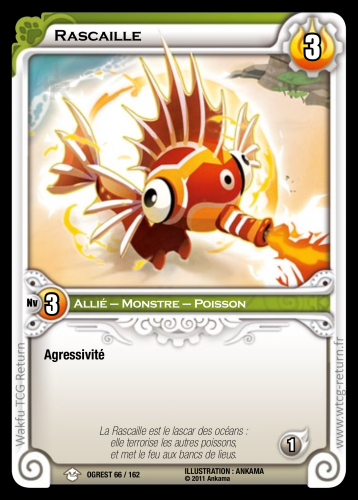 RASCAILLE
3
Nv 3 ALLIÉ – MONSTRE – POISSON
Agressivité
La Rascaille est le lascar des océans :
elle terrorise les autres poissons,
et met le feu aux bancs de lieus.
1
OGREST 66 / 162
ILLUSTRATION : ANKAMA
© 2011 Ankama
Wakfu TCG Return
www.wtcg-return.fr